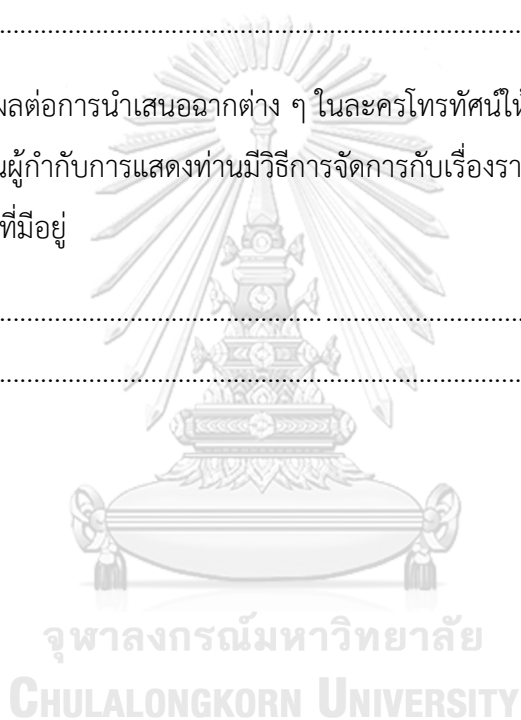 ................................................................................
ผลต่อการนำเสนอฉากต่าง ๆ ในละครโทรทัศน์ให้
ผู้กำกับการแสดงท่านมีวิธีการจัดการกับเรื่องรา
ที่มีอยู่
................................................................................
................................................................................
จุฬาลงกรณ์มหาวิทยาลัย
CHULALONGKORN UNIVERSITY